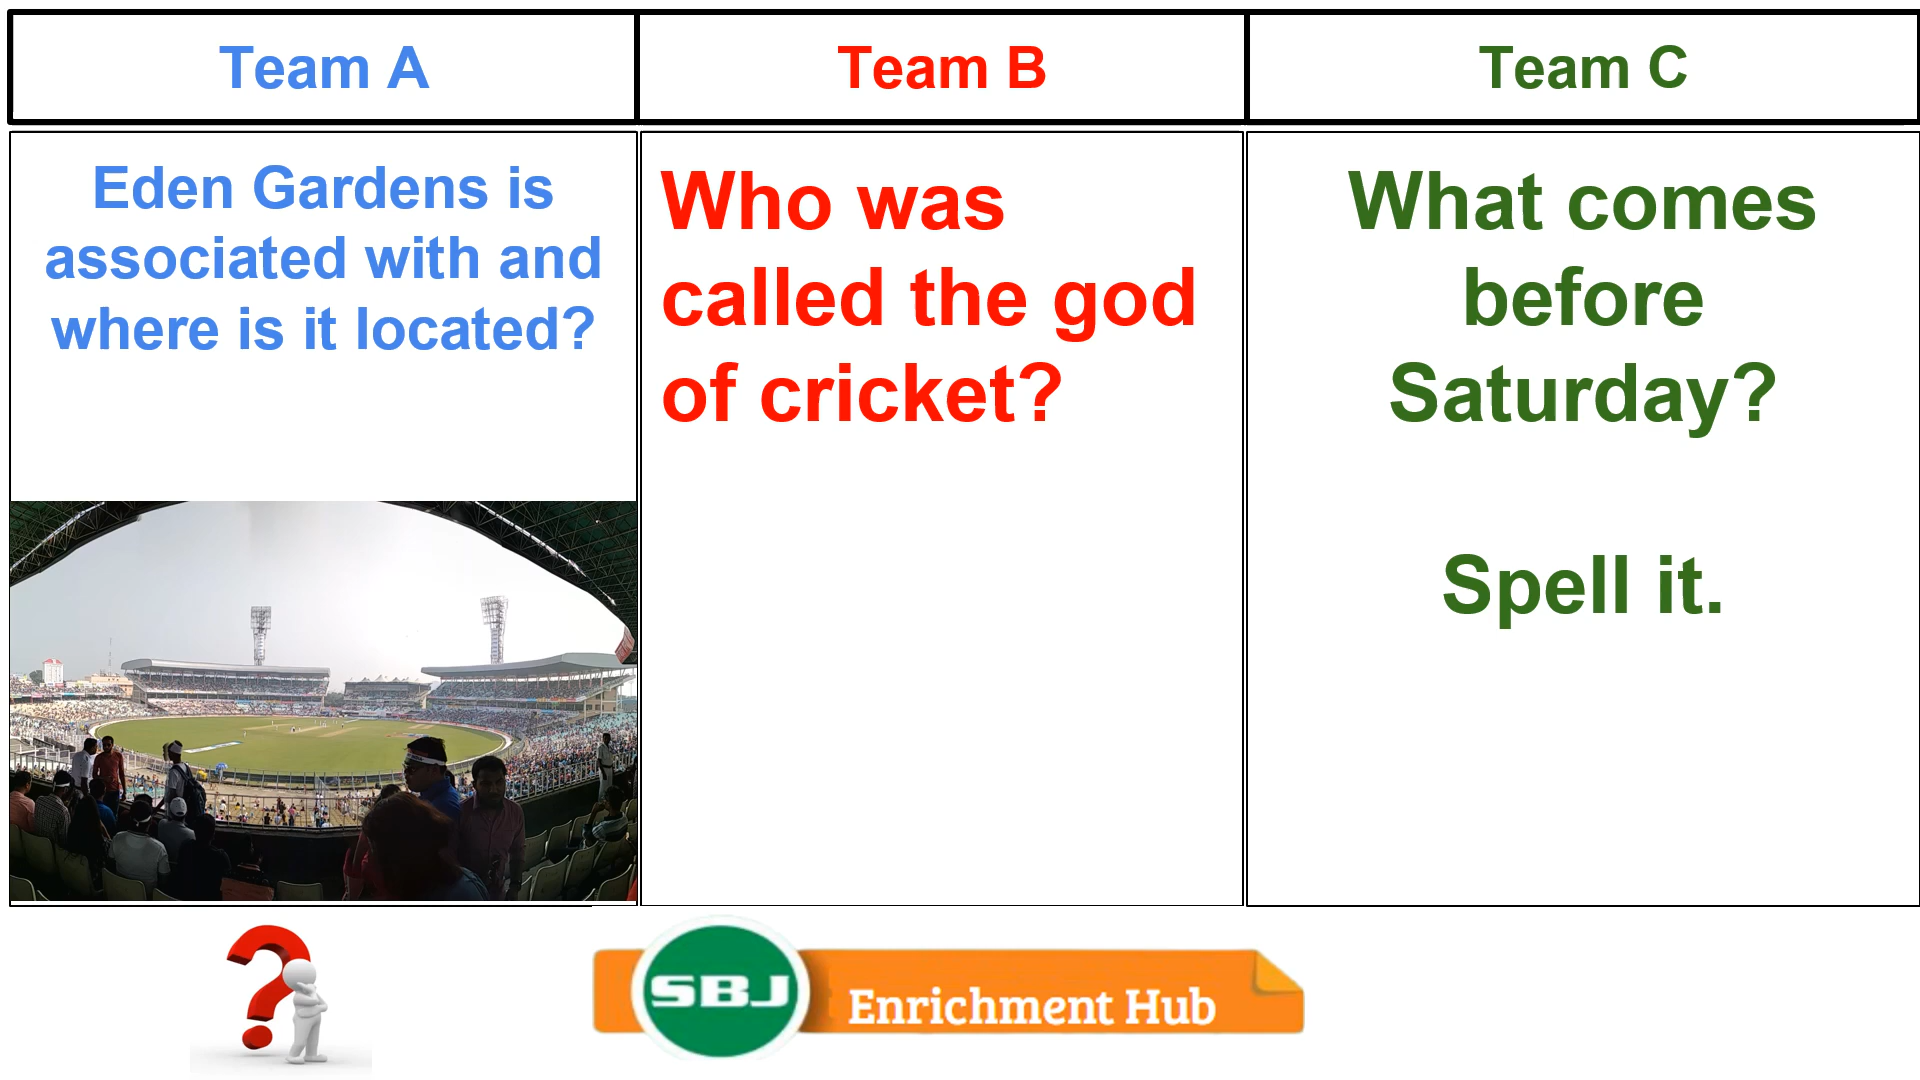 Team A
Team B
Team C
Eden Gardens is
associated with and
where is it located?
Who was
called the god
of cricket?
What comes
before
Saturday?
Spell it.
SBJ
Enrichment Hub